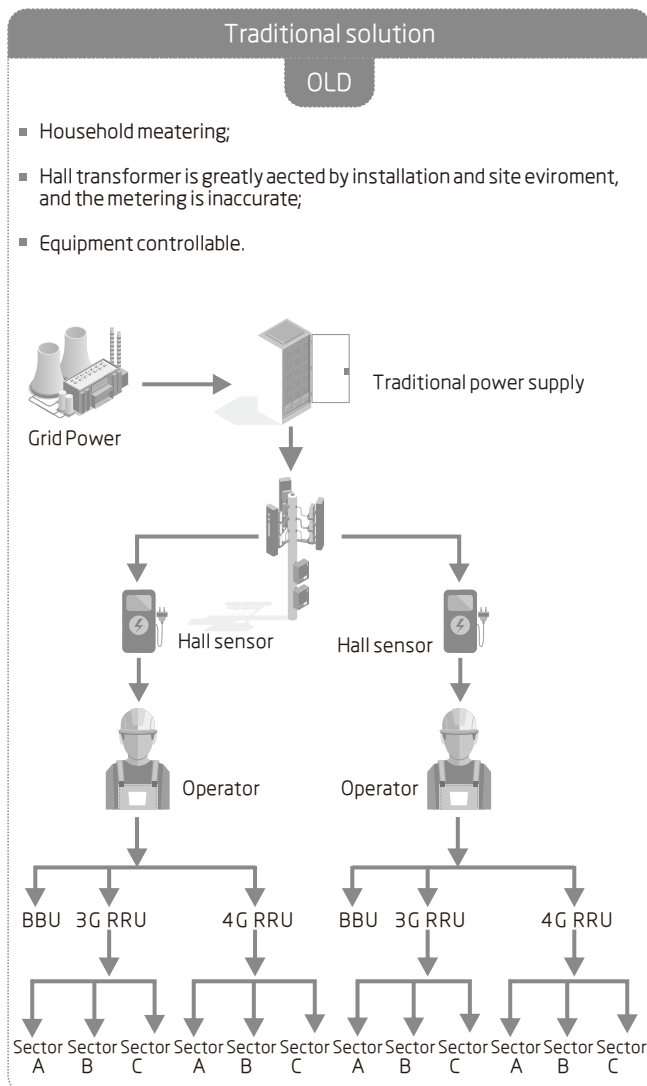 Traditional solution
OLD
Household meatering;
Hall transformer is greatly aected by installation and site eviroment,
and the metering is inaccurate;
Equipment controllable.
Grid Power
Traditional power supply
Hall sensor
Hall sensor
Operator
Operator
BBU 3G RRU 4G RRU BBU 3G RRU 4G RRU
Sector Sector Sector Sector Sector Sector Sector Sector Sector Sector Sector Sector
A B C A B C A B C A B C